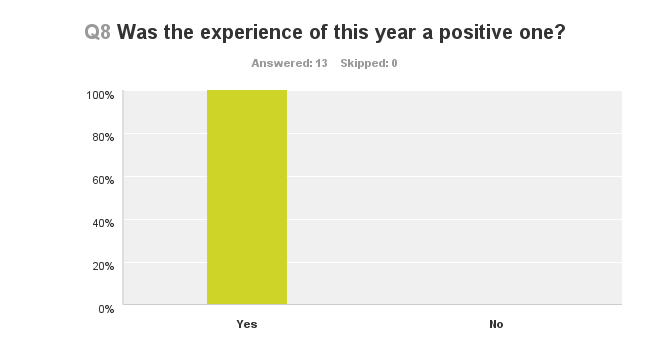 Q8 Was the experience of this year a positive one?
Answered: 13 Skipped: 0
100%
80%
60%
40%
20%
0%
Yes No